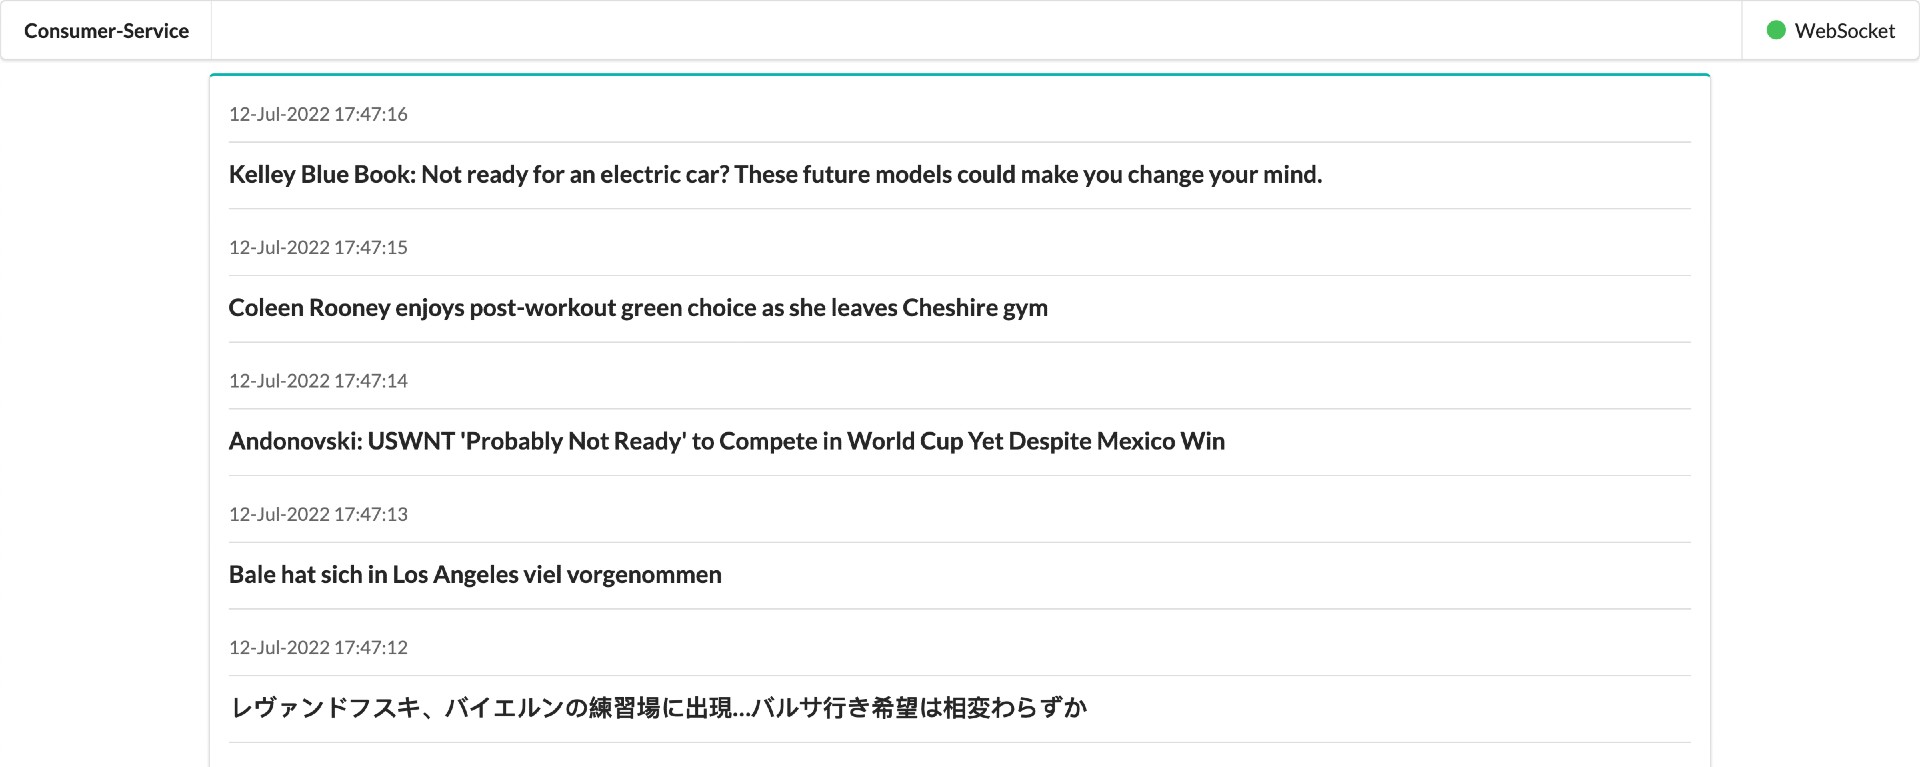 Consumer-Service
WebSocket
12-Jul-2022 17:47:16
Kelley Blue Book: Not ready for an electric car? These future models could make you change your mind.
12-Jul-2022 17:47:15
Coleen Rooney enjoys post-workout green choice as she leaves Cheshire gym
12-Jul-2022 17:47:14
Andonovski: USWNT 'Probably Not Ready' to Compete in World Cup Yet Despite Mexico Win
12-Jul-2022 17:47:13
Bale hat sich in Los Angeles viel vorgenommen
12-Jul-2022 17:47:12
レヴァンドフスキ、バイエルンの練習場に出現…バルサ行き希望は相変わらずか